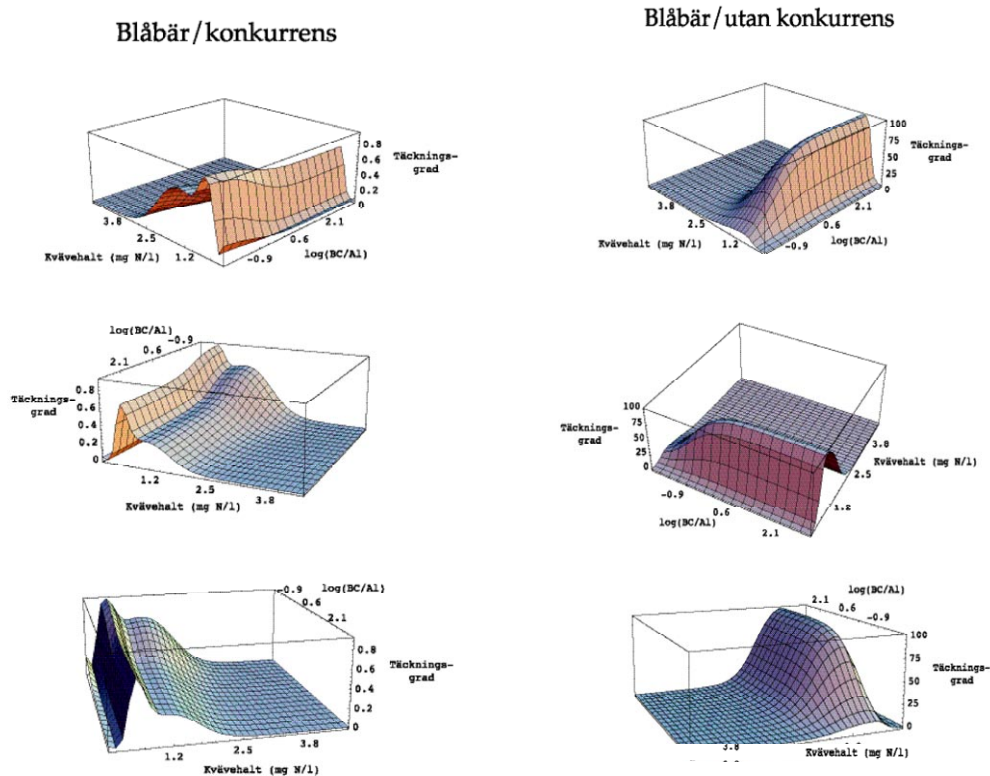 Blåbär/konkurrens
Blåbär/utan konkurrens
0.8
0.6
0.4
0.2
0
Täcknings-
grad
3.8
2.5
1.2
Kvävehalt (mg N/l)
2.1
0.6
-0.9
log(BC/Al)
100
75
50
25
0
Täcknings-
grad
3.8
2.5
1.2
Kvävehalt (mg N/l)
2.1
0.6
-0.9
log(BC/Al)
log(BC/Al)
-0.9
0.6
2.1
Täcknings-
grad
0.8
0.6
0.4
0.2
0
1.2
2.5
3.8
Kvävehalt (mg N/l)
100
75
50
25
0
Täcknings-
grad
-0.9
0.6
2.1
log(BC/Al)
3.8
2.5
1.2
Kvävehalt (mg N/l)
-0.9
0.6
2.1
log(BC/Al)
0.8
0.6
0.4
0.2
0
Täcknings-
grad
1.2
2.5
3.8
Kvävehalt (mg N/l)
log(BC/Al)
2.1
0.6
-0.9
100
75
50
25
0
Täcknings-
grad
3.8
Kvävehalt (mg N/l)